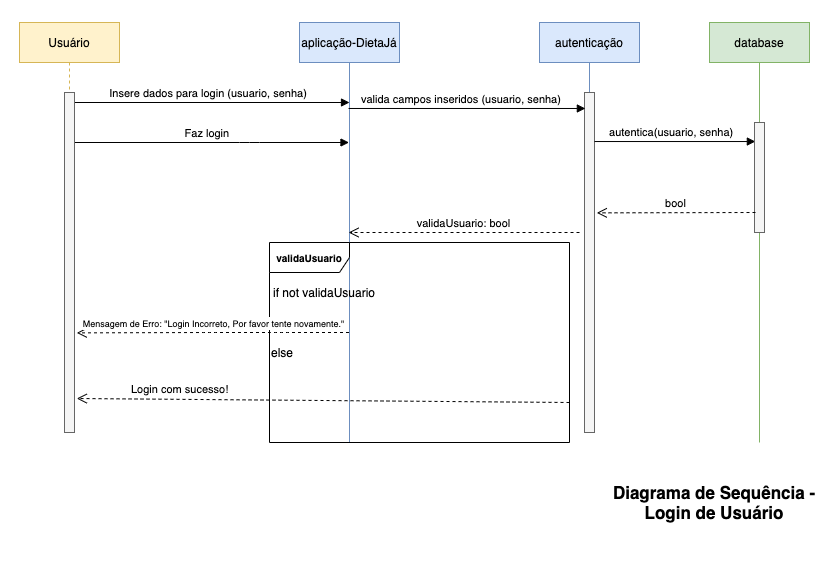 Usuário
aplicação-DietaJá
autenticação
database
Insere dados para login (usuario, senha)
valida campos inseridos (usuario, senha)
Faz login
autentica(usuario, senha)
bool
validaUsuario: bool
validaUsuario
if not validaUsuario
Mensagem de Erro: "Login Incorreto, Por favor tente novamente."
else
Login com sucesso!
Diagrama de Sequência -
Login de Usuário